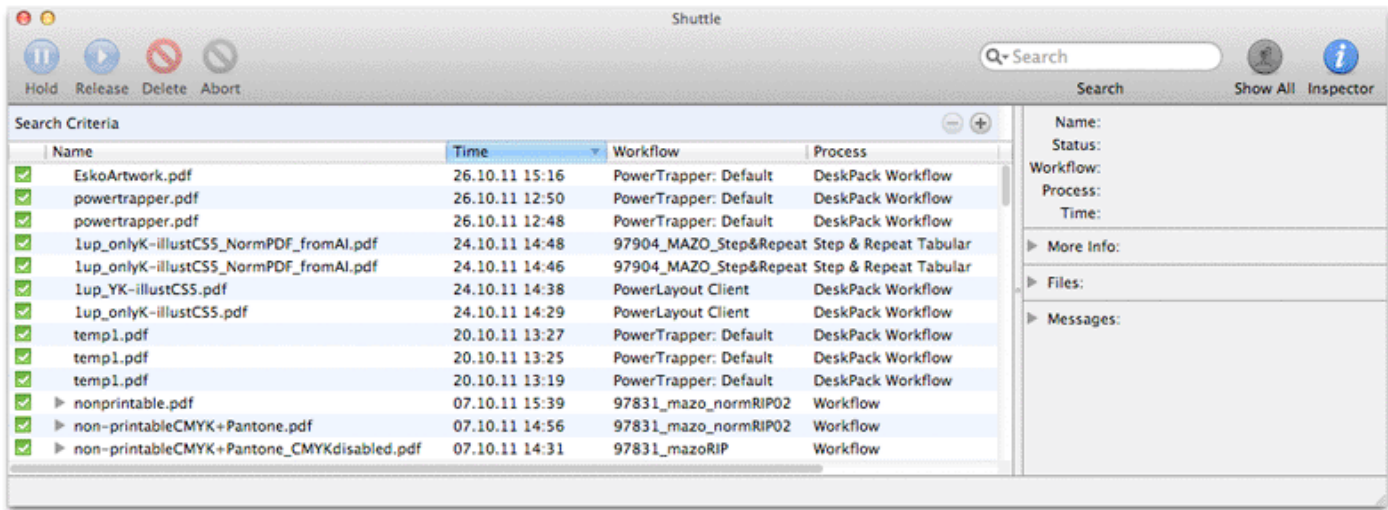 Shuttle
Hold Release Delete Abort
Search
Search Show All Inspector
Search Criteria
Name Time Workflow Process
EskoArtwork.pdf 26.10.11 15:16 PowerTrapper: Default DeskPack Workflow
powertrapper.pdf 26.10.11 12:50 PowerTrapper: Default DeskPack Workflow
powertrapper.pdf 26.10.11 12:48 PowerTrapper: Default DeskPack Workflow
1up_onlyK-illustCS5_NormPDF_fromAI.pdf 24.10.11 14:48 97904_MAZO_Step&Repeat Step & Repeat Tabular
1up_onlyK-illustCS5_NormPDF_fromAI.pdf 24.10.11 14:46 97904_MAZO_Step&Repeat Step & Repeat Tabular
1up_YK-illustCS5.pdf 24.10.11 14:38 PowerLayout Client DeskPack Workflow
1up_onlyK-illustCS5.pdf 24.10.11 14:29 PowerLayout Client DeskPack Workflow
temp1.pdf 20.10.11 13:27 PowerTrapper: Default DeskPack Workflow
temp1.pdf 20.10.11 13:25 PowerTrapper: Default DeskPack Workflow
temp1.pdf 20.10.11 13:19 PowerTrapper: Default DeskPack Workflow
nonprintable.pdf 07.10.11 15:39 97831_mazo_normRIP02 Workflow
non-printableCMYK+Pantone.pdf 07.10.11 14:56 97831_mazo_normRIP02 Workflow
non-printableCMYK+Pantone_CMYKdisabled.pdf 07.10.11 14:31 97831_mazoRIP Workflow
Name:
Status:
Workflow:
Process:
Time:
More Info:
Files:
Messages: